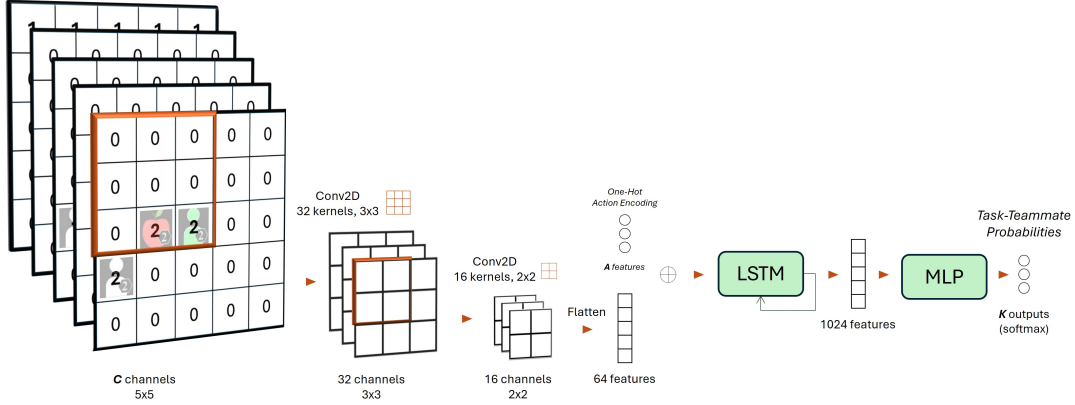 1 1 1 1 1
0 0 0 0 0
0 0 0 0 0
0 0 0 0 0
0 0 0 0 0
0 0 0 0 0
0 2 2 0 0
2 0 0 0 0
0 0 0 0 0
C channels
5x5
Conv2D
32 kernels, 3x3
32 channels
3x3
Conv2D
16 kernels, 2x2
16 channels
2x2
Flatten
64 features
One-Hot
Action Encoding
A features
LSTM
1024 features
MLP
Task-Teammate
Probabilities
K outputs
(softmax)